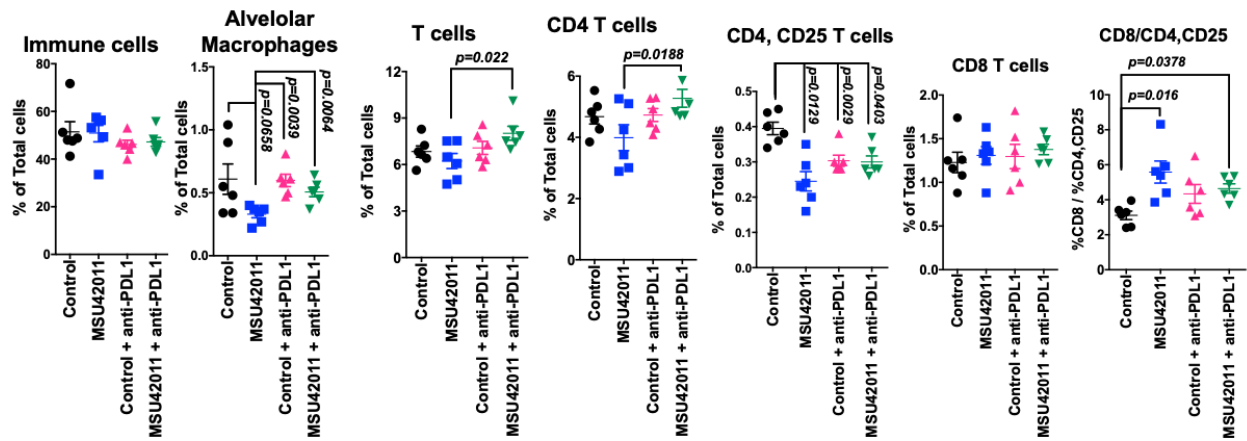 Immune cells
% of Total cells
80
60
40
20
0
Control
MSU42011
Control + anti-PDL1
MSU42011 + anti-PDL1
Alvelolar
Macrophages
% of Total cells
1.5
1.0
0.5
0.0
p=0.0658
p=0.0039
p=0.0064
Control
MSU42011
Control + anti-PDL1
MSU42011 + anti-PDL1
T cells
% of Total cells
12
9
6
3
0
p=0.022
Control
MSU42011
Control + anti-PDL1
MSU42011 + anti-PDL1
CD4 T cells
% of Total cells
6
4
2
0
p=0.0188
Control
MSU42011
Control + anti-PDL1
MSU42011 + anti-PDL1
CD4, CD25 T cells
% of Total cells
0.5
0.4
0.3
0.2
0.1
0.0
p=0.0129
p=0.0029
p=0.0403
Control
MSU42011
Control + anti-PDL1
MSU42011 + anti-PDL1
CD8 T cells
% of Total cells
2.0
1.5
1.0
0.5
0.0
Control
MSU42011
Control + anti-PDL1
MSU42011 + anti-PDL1
CD8/CD4,CD25
%CD8 / %CD4,CD25
10
8
6
4
2
0
p=0.0378
p=0.016
Control
MSU42011
Control + anti-PDL1
MSU42011 + anti-PDL1